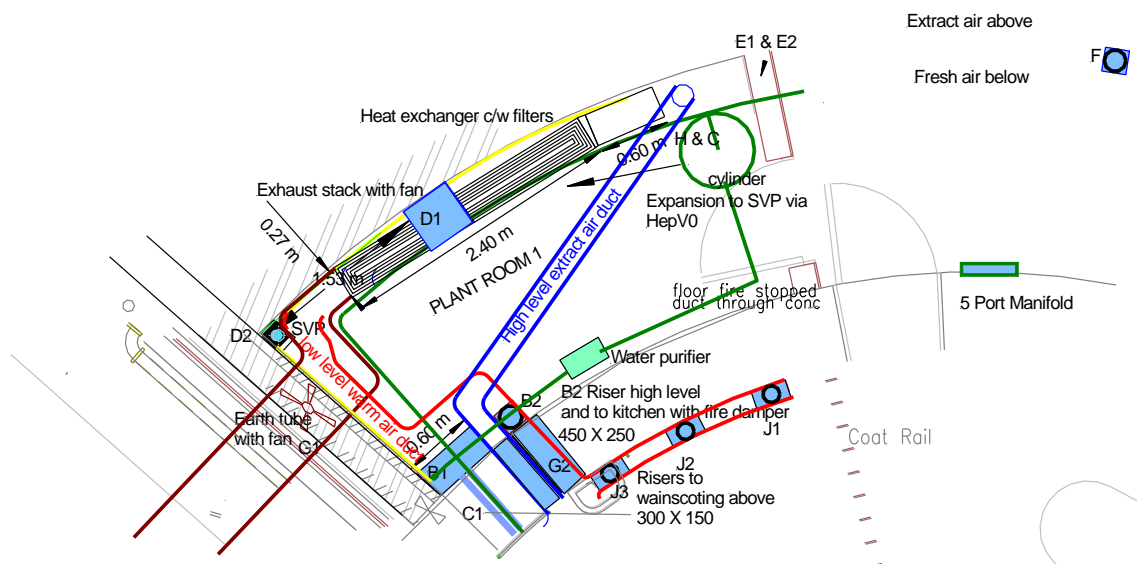 Extract air above
E1 & E2
F
Fresh air below
Heat exchanger c/w filters
H & C
0.60 m
cylinder
Exhaust stack with fan
Expansion to SVP via
HepV0
D1
0.27 m
2.40 m
1.53 m
PLANT ROOM 1
High level extract air duct
floor fire stopped
duct through conc
5 Port Manifold
D2
SVP
low level warm air duct
Water purifier
B2 Riser high level
and to kitchen with fire damper
450 X 250
B2
0.60 m
Earth tube
with fan
G1
B1
G2
J1
J2
J3
Coat Rail
Risers to
wainscoting above
300 X 150
C1